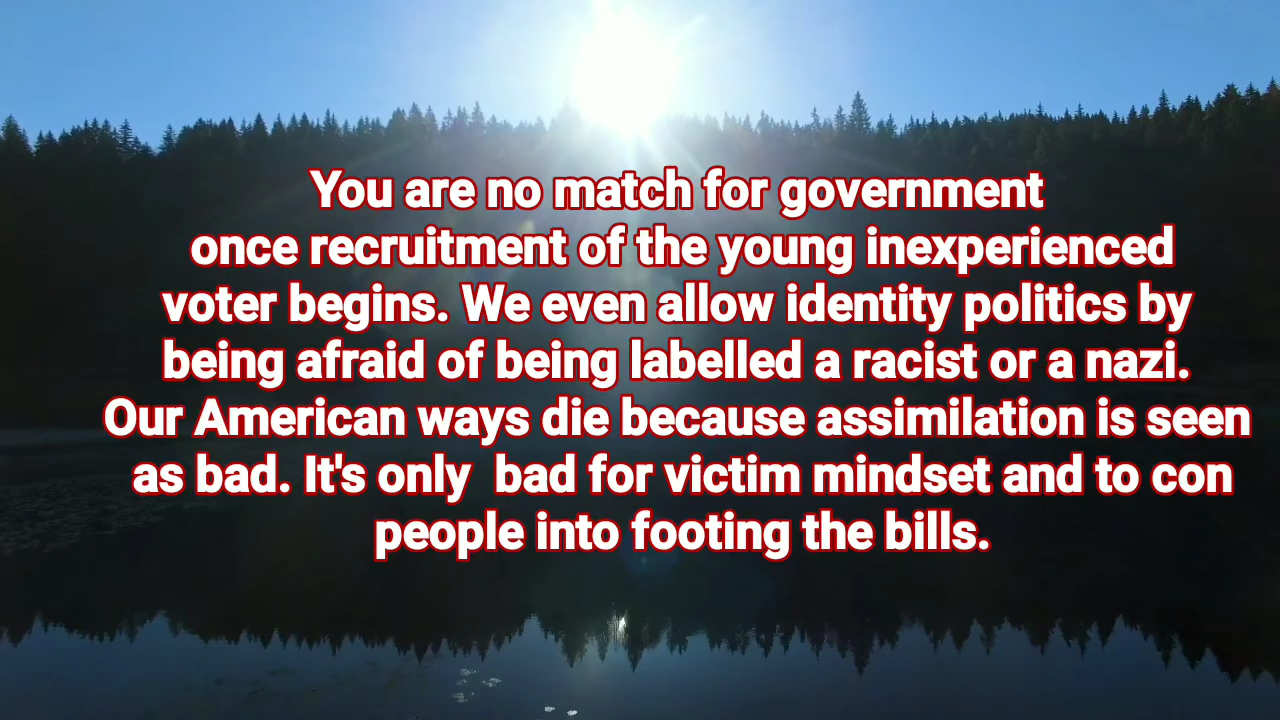 You are no match for government
once recruitment of the young inexperienced
voter begins. We even allow identity politics by
being afraid of being labelled a racist or a nazi.
Our American ways die because assimilation is seen
as bad. It's only  bad for victim mindset and to con
people into footing the bills.